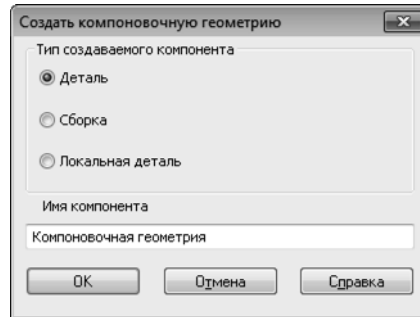 Создать компоновочную геометрию
Тип создаваемого компонента
Деталь
Сборка
Локальная деталь
Имя компонента
Компоновочная геометрия
OK
Отмена
Справка